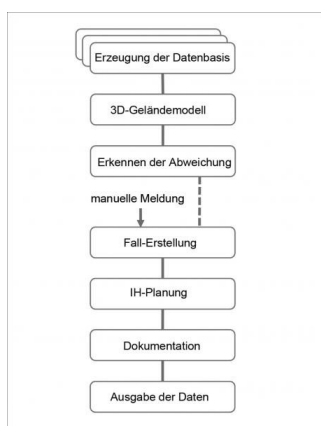 Erzeugung der Datenbasis
3D-Geländemodell
Erkennen der Abweichung
manuelle Meldung
Fall-Erstellung
IH-Planung
Dokumentation
Ausgabe der Daten